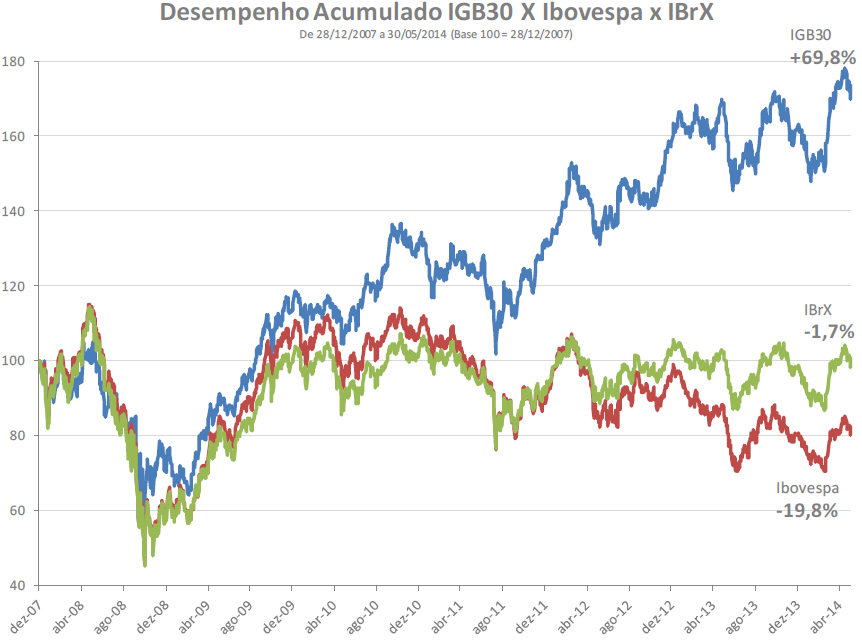 Desempenho Acumulado IGB30 X Ibovespa x IBrX
De 28/12/2007 a 30/05/2014 (Base 100 = 28/12/2007)
IGB30
+69,8%
180
160
140
120
100
80
60
40
IBrX
-1,7%
Ibovespa
-19,8%
dez-07
abr-08
ago-08
dez-08
abr-09
ago-09
dez-09
abr-10
ago-10
dez-10
abr-11
ago-11
dez-11
abr-12
ago-12
dez-12
abr-13
ago-13
dez-13
abr-14